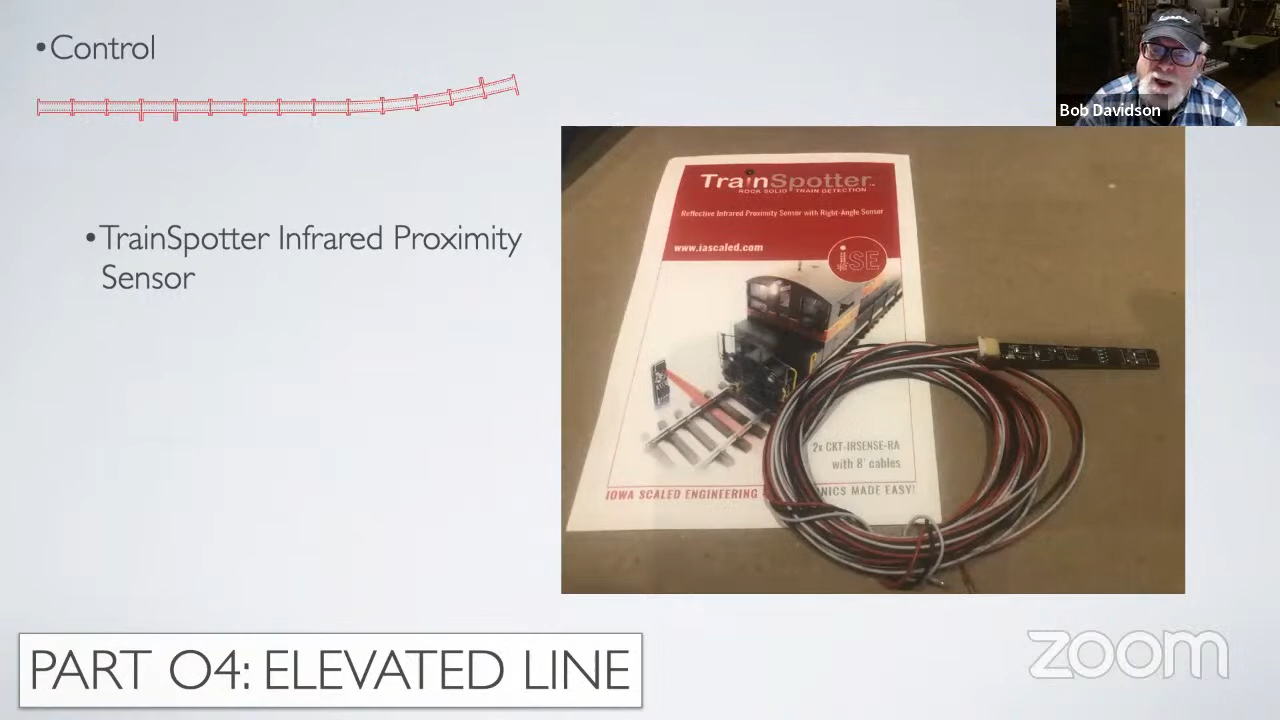 •Control
Bob Davidson
•TrainSpotter Infrared Proximity
Sensor
TrainSpotter™
ROCK SOLID TRAIN DETECTION
Reflective Infrared Proximity Sensor with Right-Angle Sensor
www.iascaled.com
iSE
2x CKT-IRSENSE-RA
with 8' cables
IOWA SCALED ENGINEERING
NICS MADE EASY!
PART O4: ELEVATED LINE
zoom